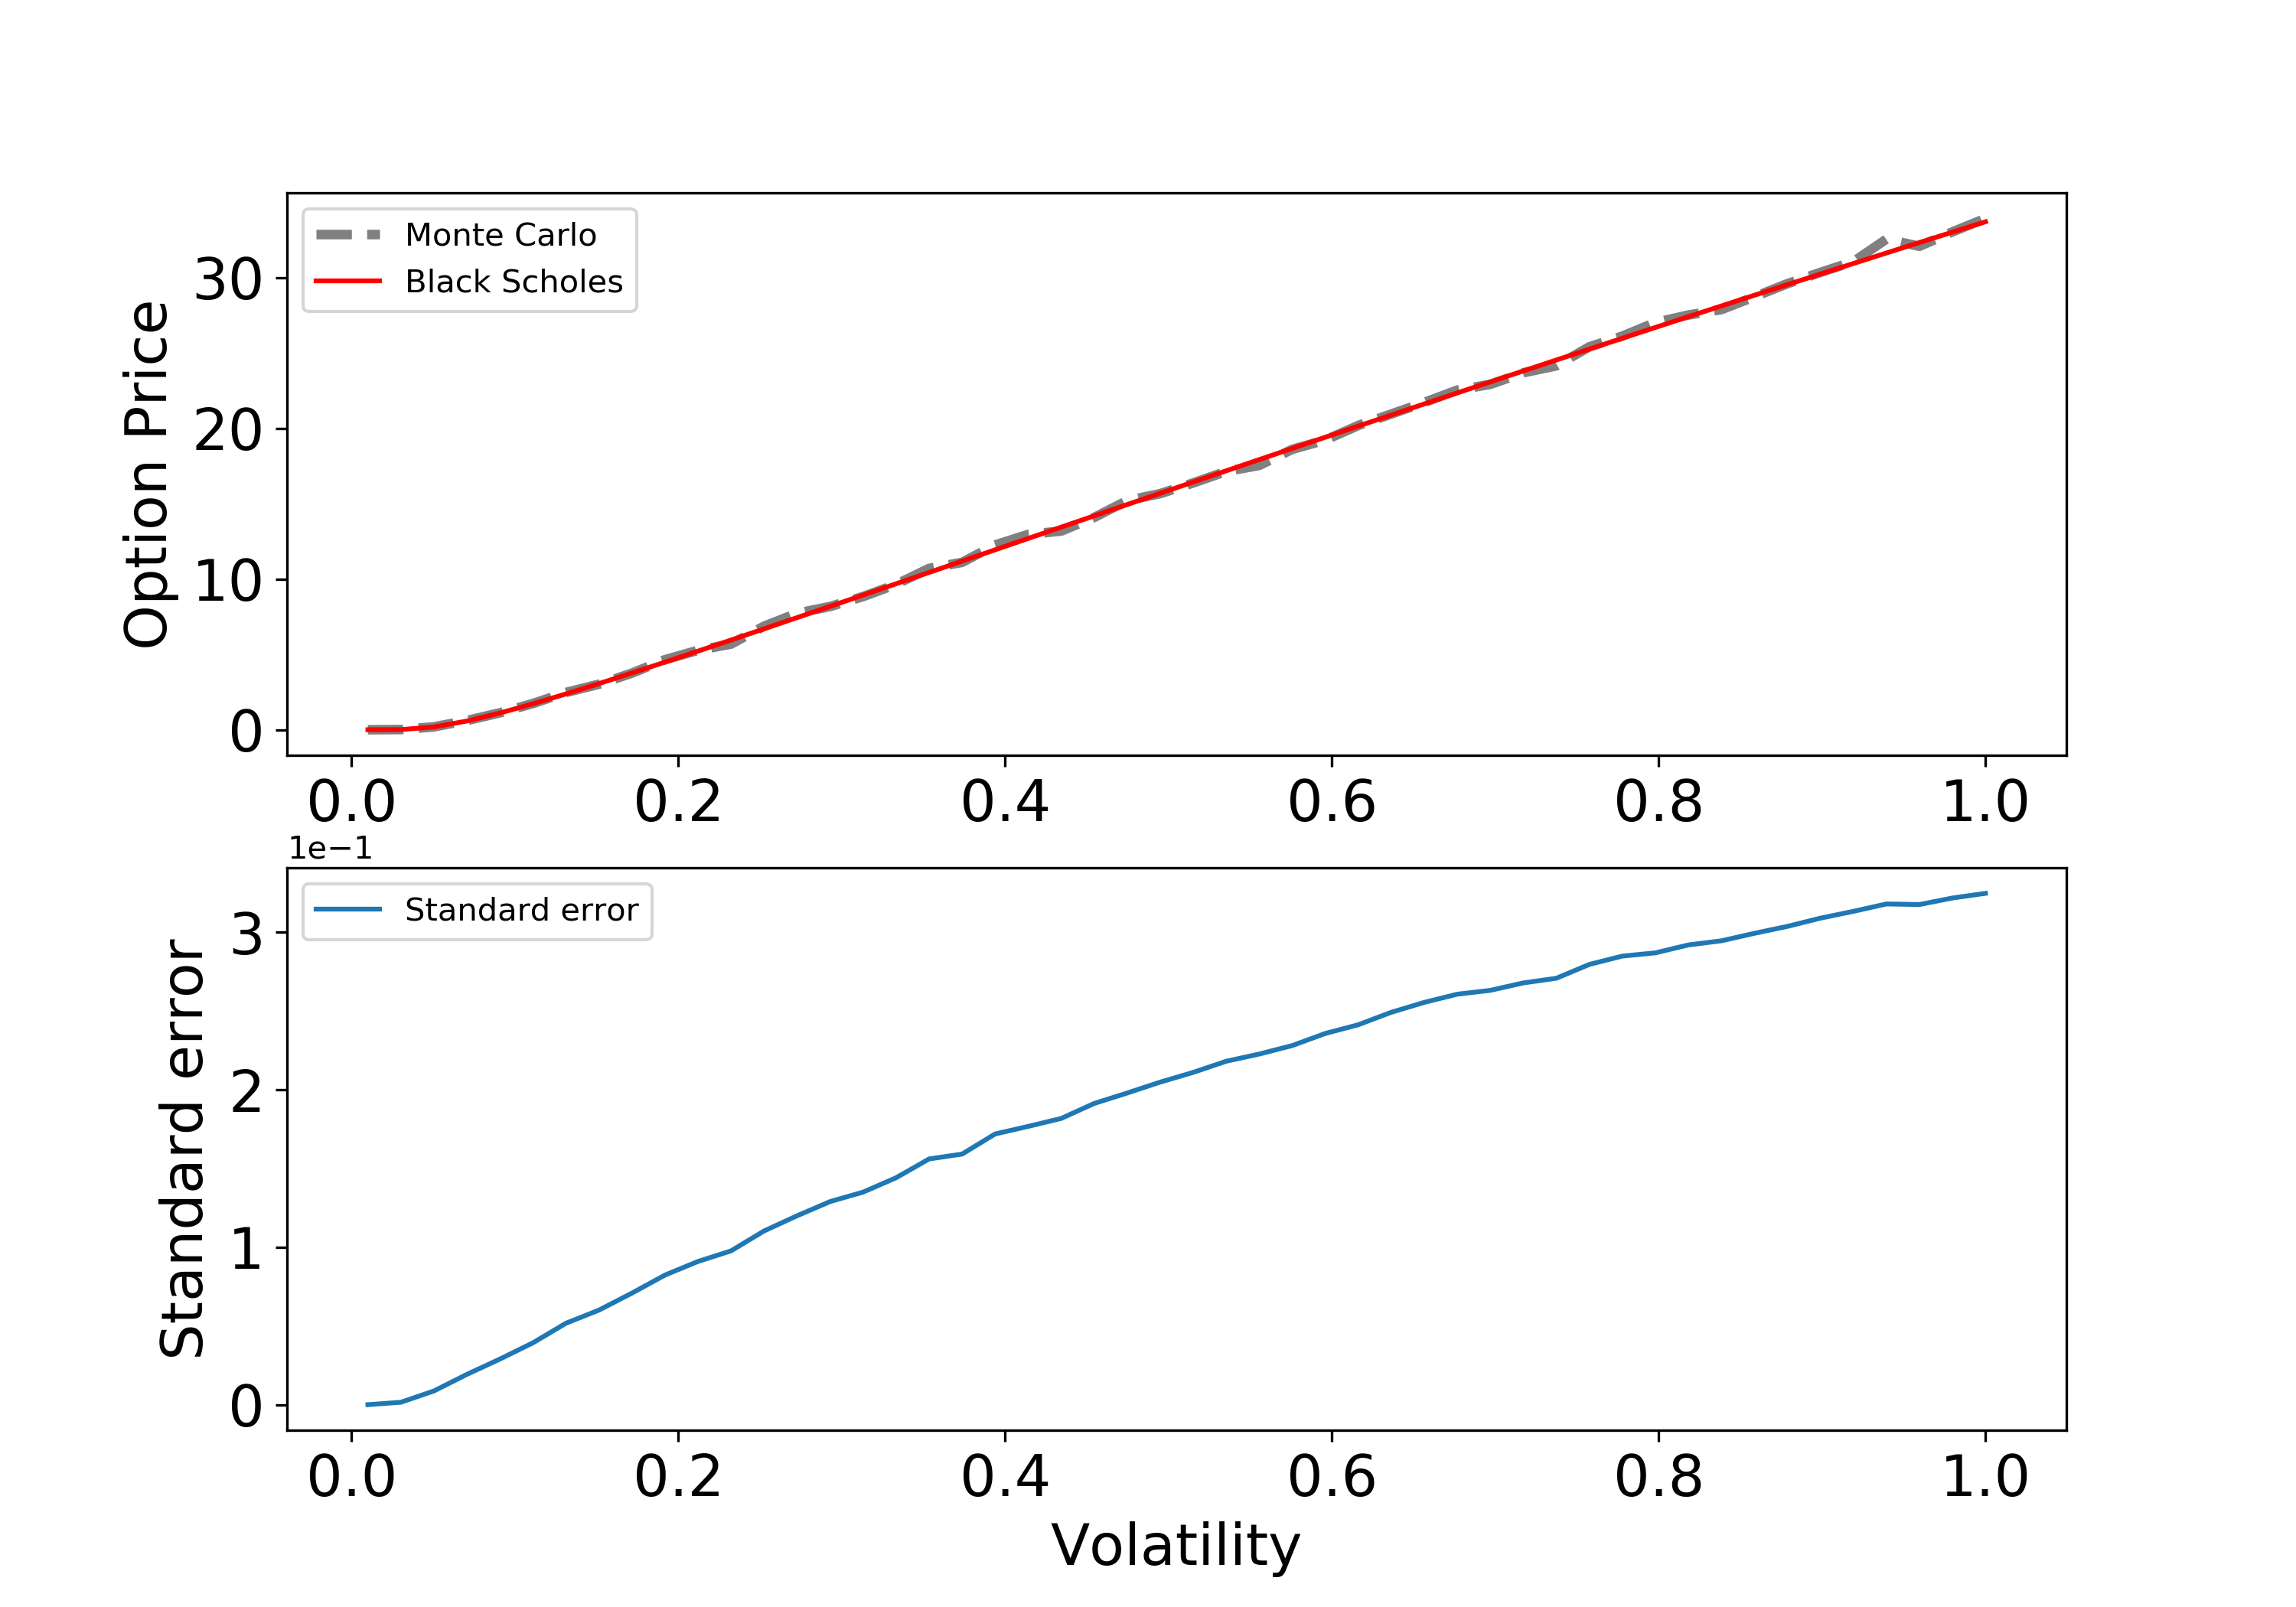 Monte Carlo
Black Scholes
Option Price
30
20
10
0
0.0 0.2 0.4 0.6 0.8 1.0
1e−1
Standard error
Standard error
3
2
1
0
0.0 0.2 0.4 0.6 0.8 1.0
Volatility